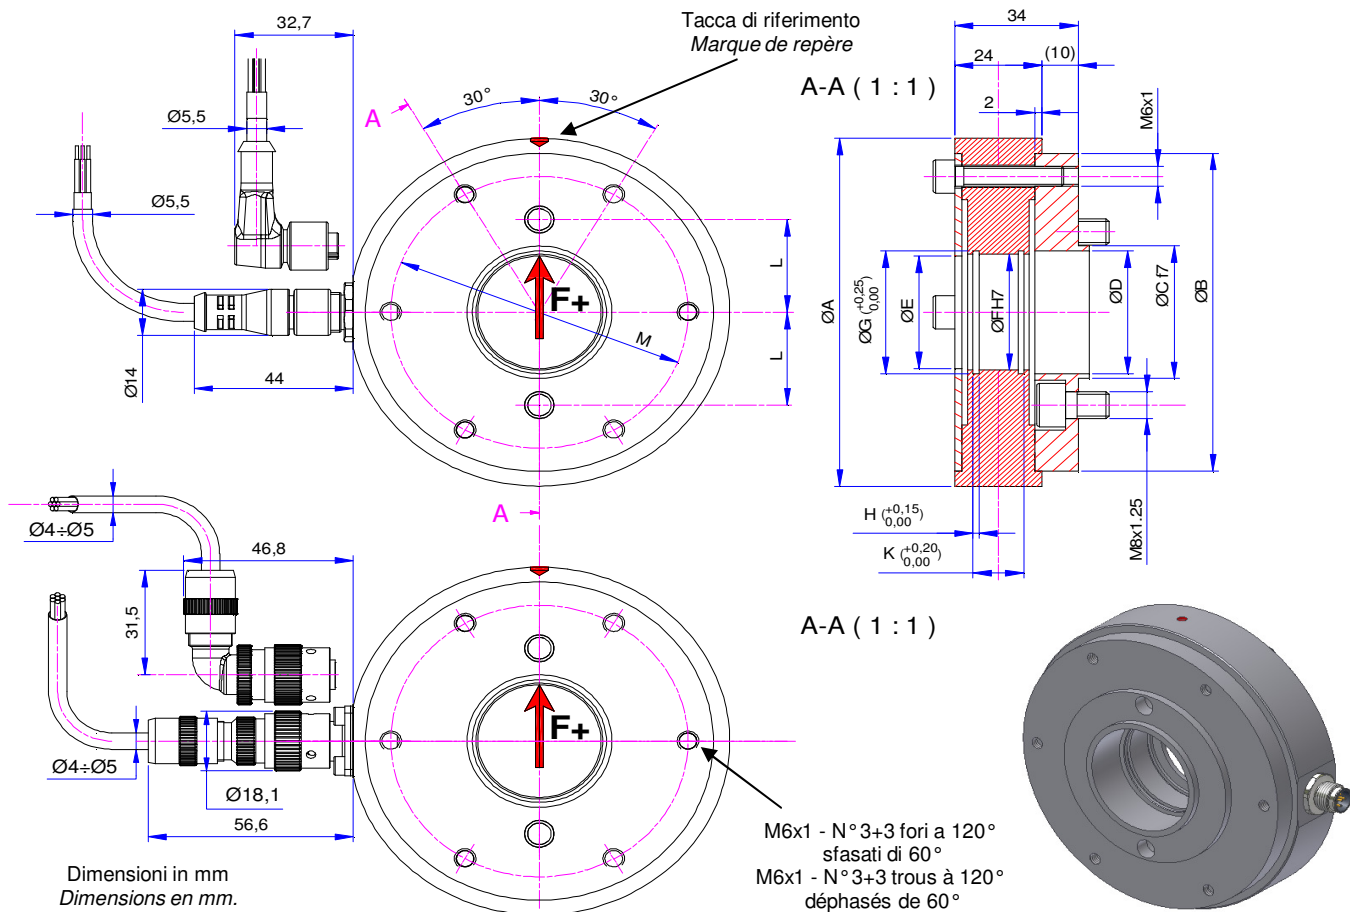 32,7
Tacca di riferimento
Marque de repère
A-A ( 1 : 1 )
34
24
(10)
2
M6x1
30°
30°
A
Ø5,5
Ø5,5
Ø14
44
F+
M
L
L
ØA
ØG (+0,25
0,00)
ØE
ØFH7
ØD
ØC f7
ØB
A
H (+0,15
0,00)
K (+0,20
0,00)
M8x1.25
Ø4÷Ø5
46,8
31,5
A-A ( 1 : 1 )
F+
Ø4÷Ø5
Ø18,1
56,6
M6x1 - N°3+3 fori a 120°
sfasati di 60°
M6x1 - N°3+3 trous à 120°
déphasés de 60°
Dimensioni in mm
Dimensions en mm.